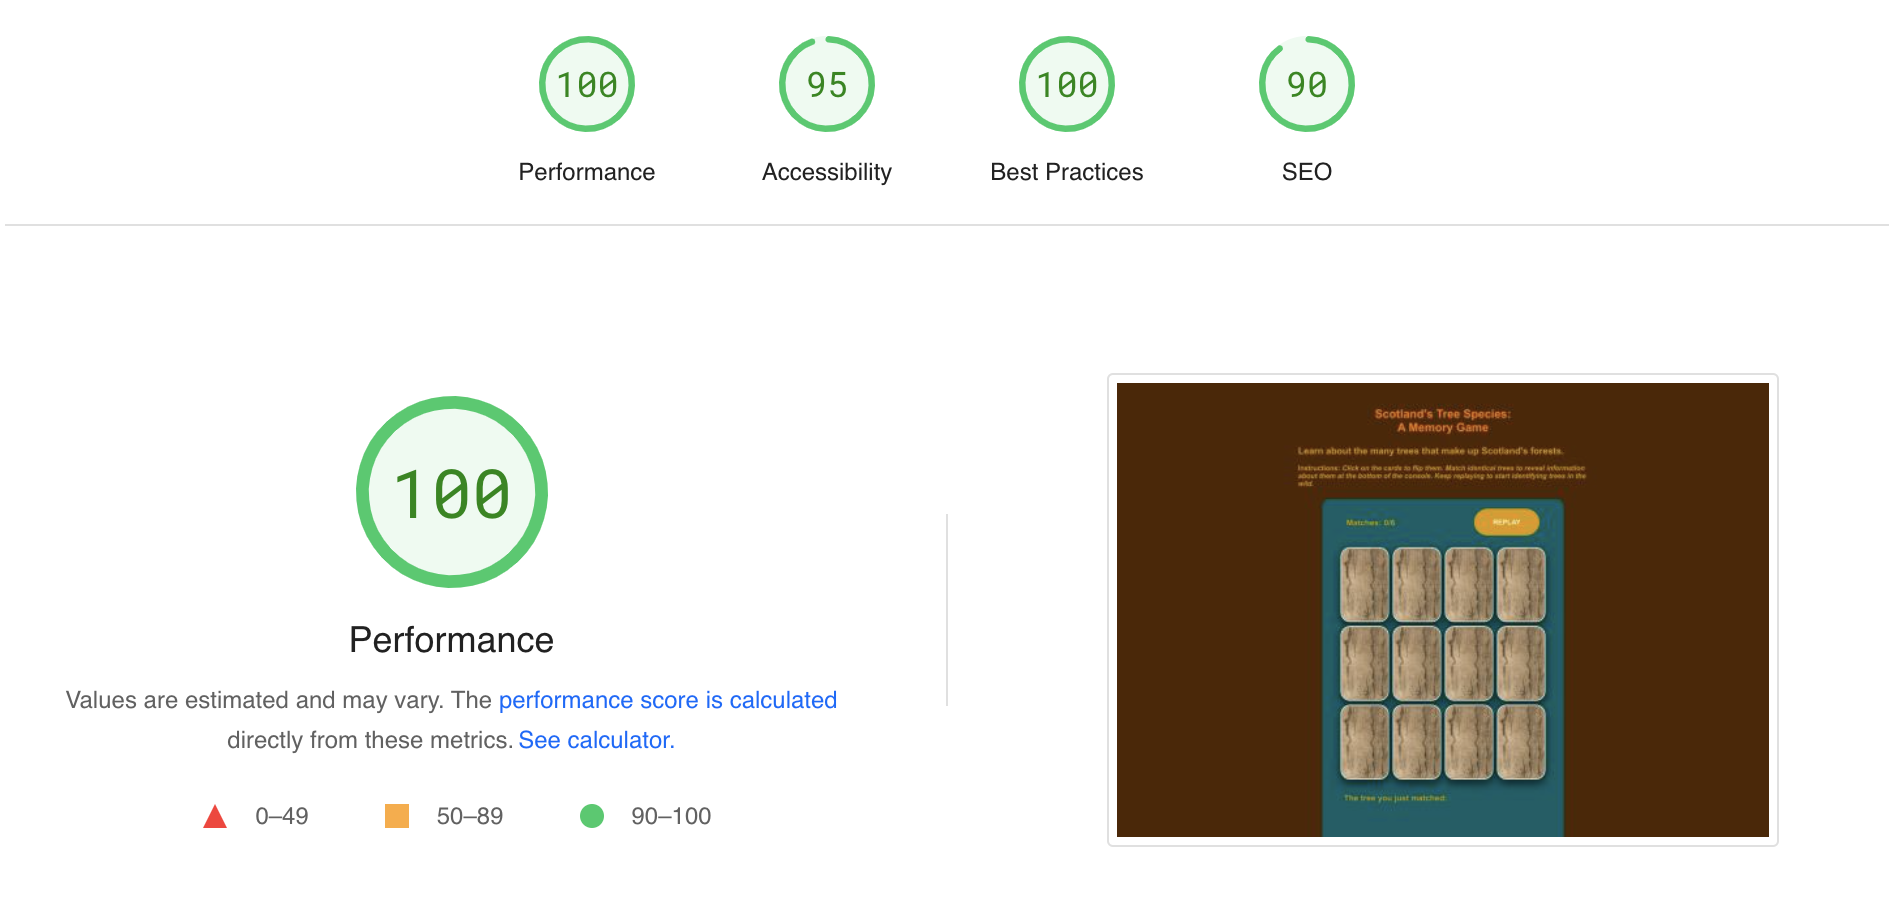 100
95
100
90
Performance
Accessibility
Best Practices
SEO
100
Performance
Values are estimated and may vary. The performance score is calculated
directly from these metrics. See calculator.
0–49
50–89
90–100
Scotland's Tree Species:
A Memory Game
Learn about the many trees that make up Scotland's forests.
Instructions: Click on the cards to flip them. Match identical trees to reveal information
about them at the bottom of the console. Keep replaying to start identifying trees in the
wild.
Matches: 0/6
REPLAY
The tree you just matched: